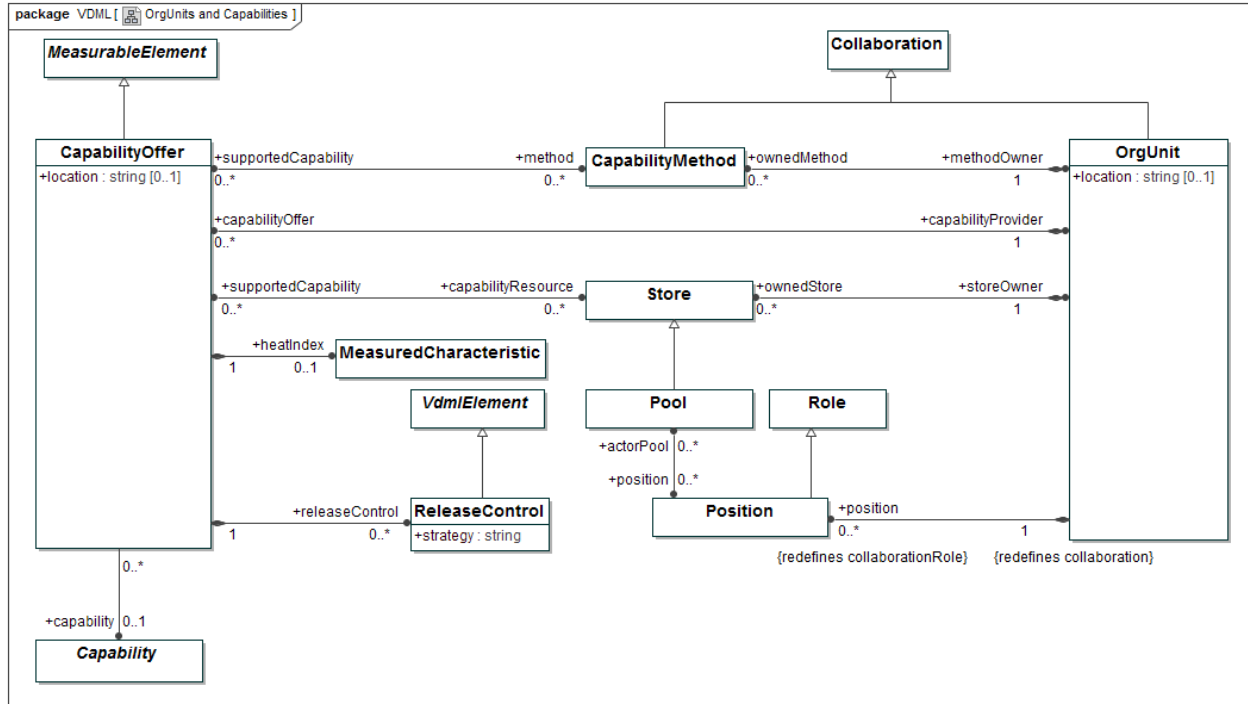 package VDML [ OrgUnits and Capabilities ]
MeasurableElement
Collaboration
CapabilityOffer
+location : string [0..1]
+supportedCapability
0..*
+method
0..*
CapabilityMethod
+ownedMethod
0..*
+methodOwner
1
OrgUnit
+location : string [0..1]
+capabilityOffer
0..*
+capabilityProvider
1
+supportedCapability
0..*
+capabilityResource
0..*
Store
+ownedStore
0..*
+storeOwner
1
+heatIndex
1
0..1
MeasuredCharacteristic
VdmlElement
Pool
Role
+actorPool 0..*
+position 0..*
+releaseControl
1
0..*
ReleaseControl
+strategy : string
Position
+position
0..*
1
{redefines collaborationRole}
{redefines collaboration}
0..*
+capability 0..1
Capability